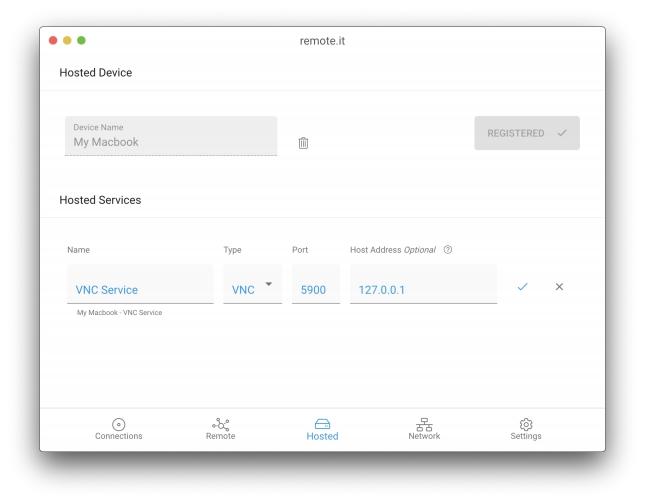 remote.it
Hosted Device
Device Name
My Macbook
REGISTERED
Hosted Services
Name Type Port Host Address Optional ?
VNC Service VNC 5900 127.0.0.1
My Macbook - VNC Service
Connections Remote Hosted Network Settings